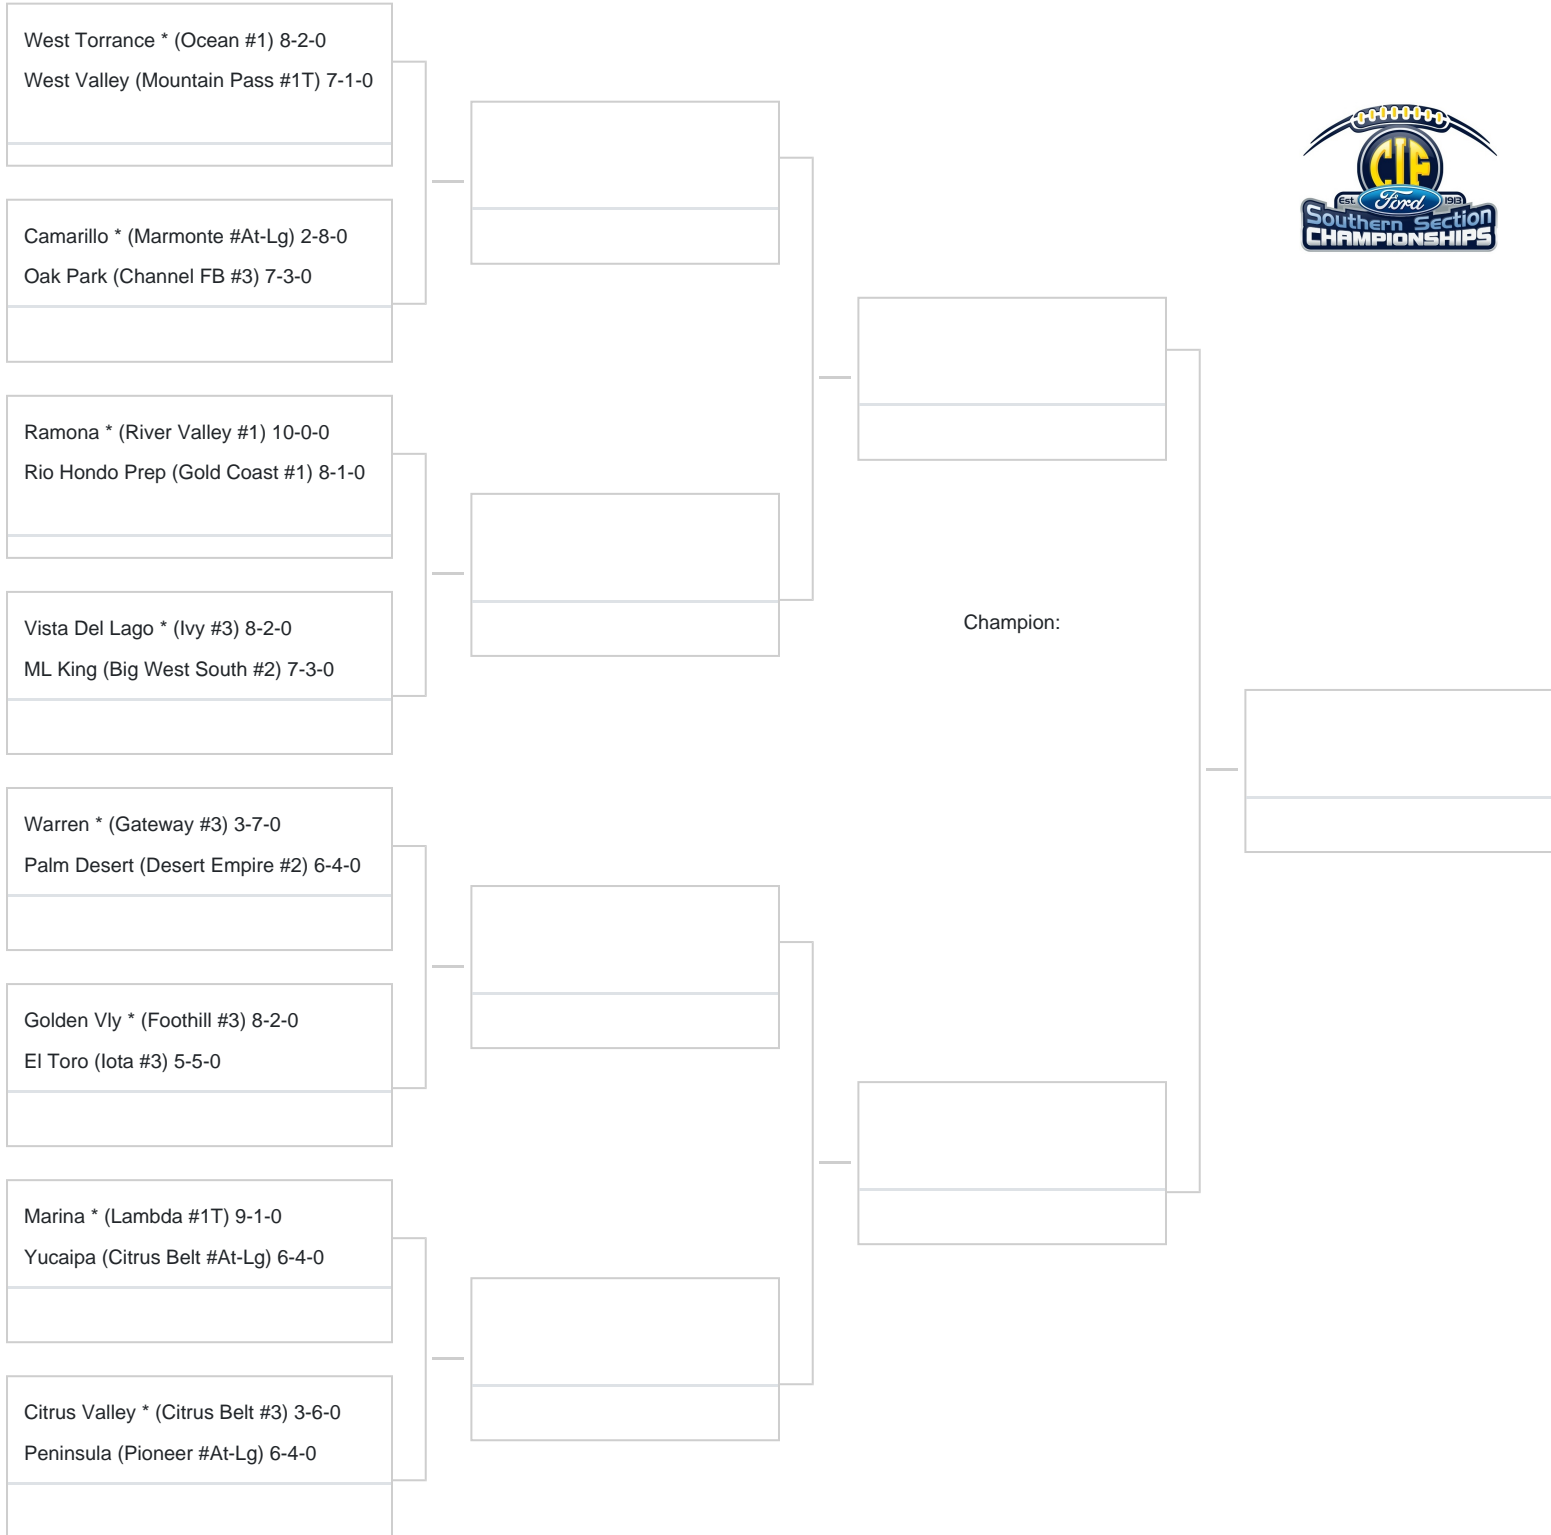 West Torrance * (Ocean #1) 8-2-0
West Valley (Mountain Pass #1T) 7-1-0
CIF
Est. Ford 1913
Southern Section
CHAMPIONSHIPS
Camarillo * (Marmonte #At-Lg) 2-8-0
Oak Park (Channel FB #3) 7-3-0
Ramona * (River Valley #1) 10-0-0
Rio Hondo Prep (Gold Coast #1) 8-1-0
Vista Del Lago * (Ivy #3) 8-2-0
ML King (Big West South #2) 7-3-0
Champion:
Warren * (Gateway #3) 3-7-0
Palm Desert (Desert Empire #2) 6-4-0
Golden Vly * (Foothill #3) 8-2-0
El Toro (Iota #3) 5-5-0
Marina * (Lambda #1T) 9-1-0
Yucaipa (Citrus Belt #At-Lg) 6-4-0
Citrus Valley * (Citrus Belt #3) 3-6-0
Peninsula (Pioneer #At-Lg) 6-4-0